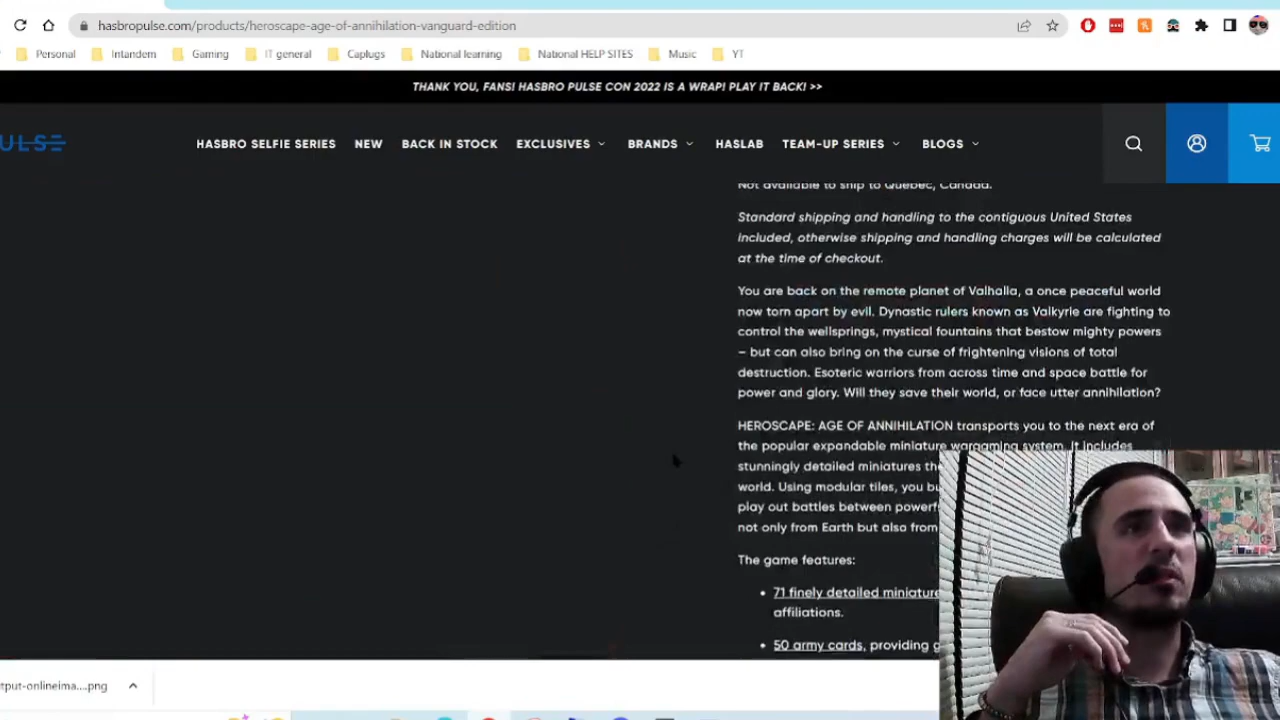 hasbropulse.com/products/heroscape-age-of-annihilation-vanguard-edition
Personal Intandem Gaming IT general Caplugs National learning National HELP SITES Music YT
THANK YOU, FANS! HASBRO PULSE CON 2022 IS A WRAP! PLAY IT BACK! >>
ULSE HASBRO SELFIE SERIES NEW BACK IN STOCK EXCLUSIVES BRANDS HASLAB TEAM-UP SERIES BLOGS
Not available to ship to Quebec, Canada.
Standard shipping and handling to the contiguous United States
included, otherwise shipping and handling charges will be calculated
at the time of checkout.
You are back on the remote planet of Valhalla, a once peaceful world
now torn apart by evil. Dynastic rulers known as Valkyrie are fighting to
control the wellsprings, mystical fountains that bestow mighty powers
– but can also bring on the curse of frightening visions of total
destruction. Esoteric warriors from across time and space battle for
power and glory. Will they save their world, or face utter annihilation?
HEROSCAPE: AGE OF ANNIHILATION transports you to the next era of
the popular expandable miniature wargaming system. It includes
stunningly detailed miniatures the
world. Using modular tiles, you bu
play out battles between powerf
not only from Earth but also from
The game features:
• 71 finely detailed miniature
affiliations.
• 50 army cards, providing g
tput-onlineima....png